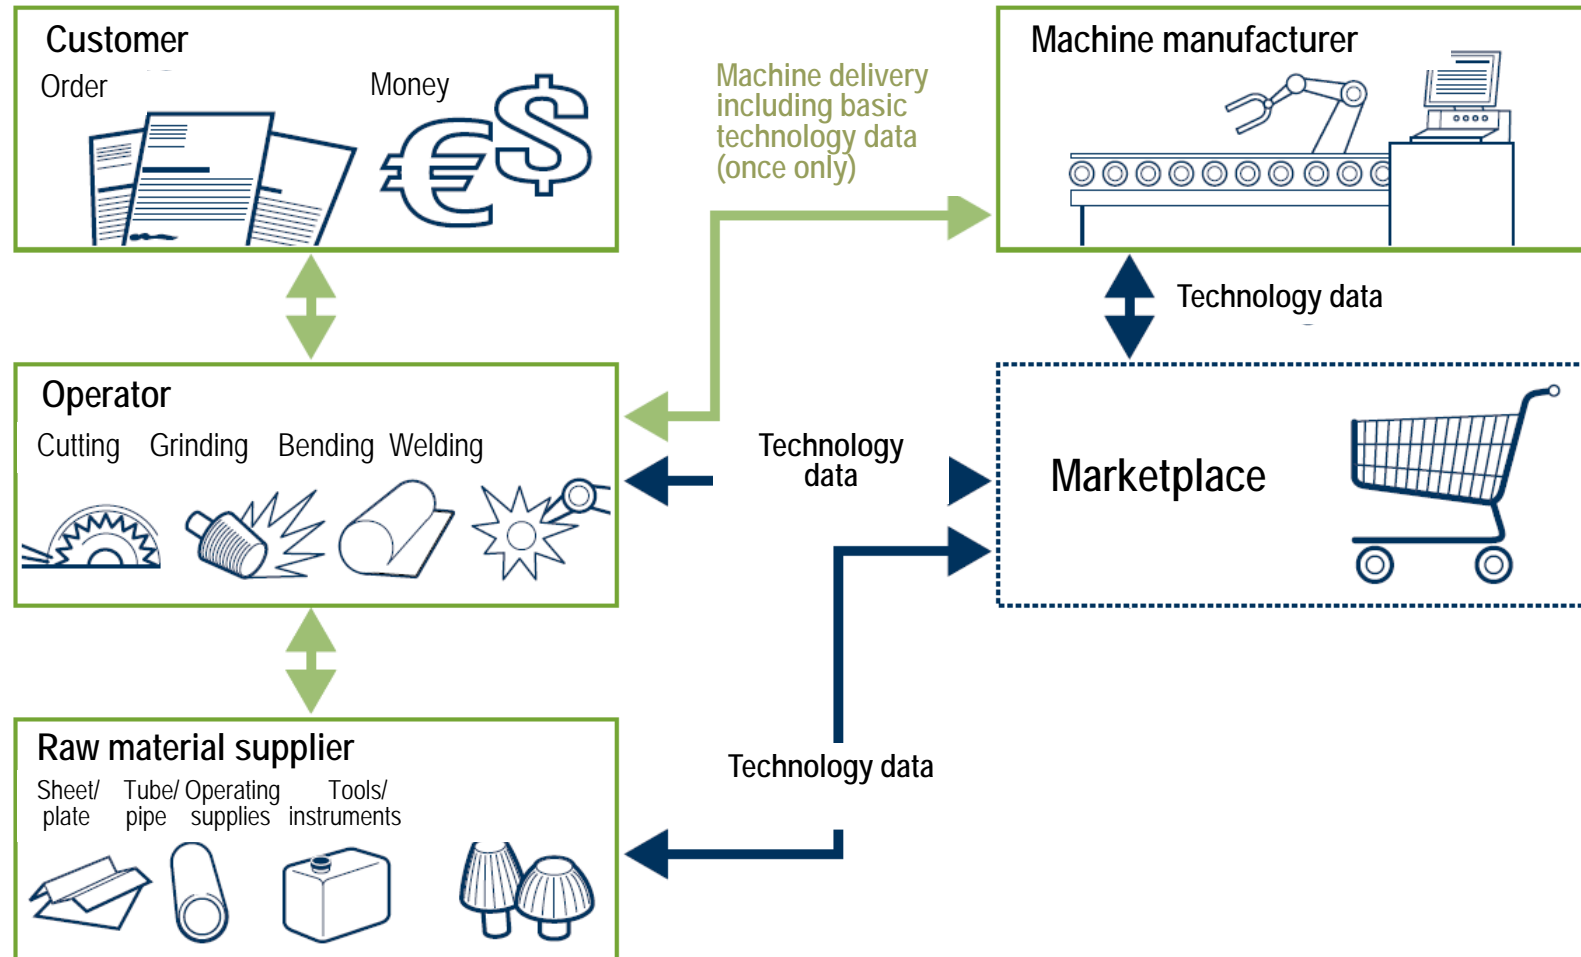 Customer
Order
Money
Machine delivery
including basic
technology data
(once only)
Machine manufacturer
Technology data
Operator
Cutting Grinding Bending Welding
Technology
data
Marketplace
Raw material supplier
Sheet/
plate
Tube/
pipe
Operating
supplies
Tools/
instruments
Technology data